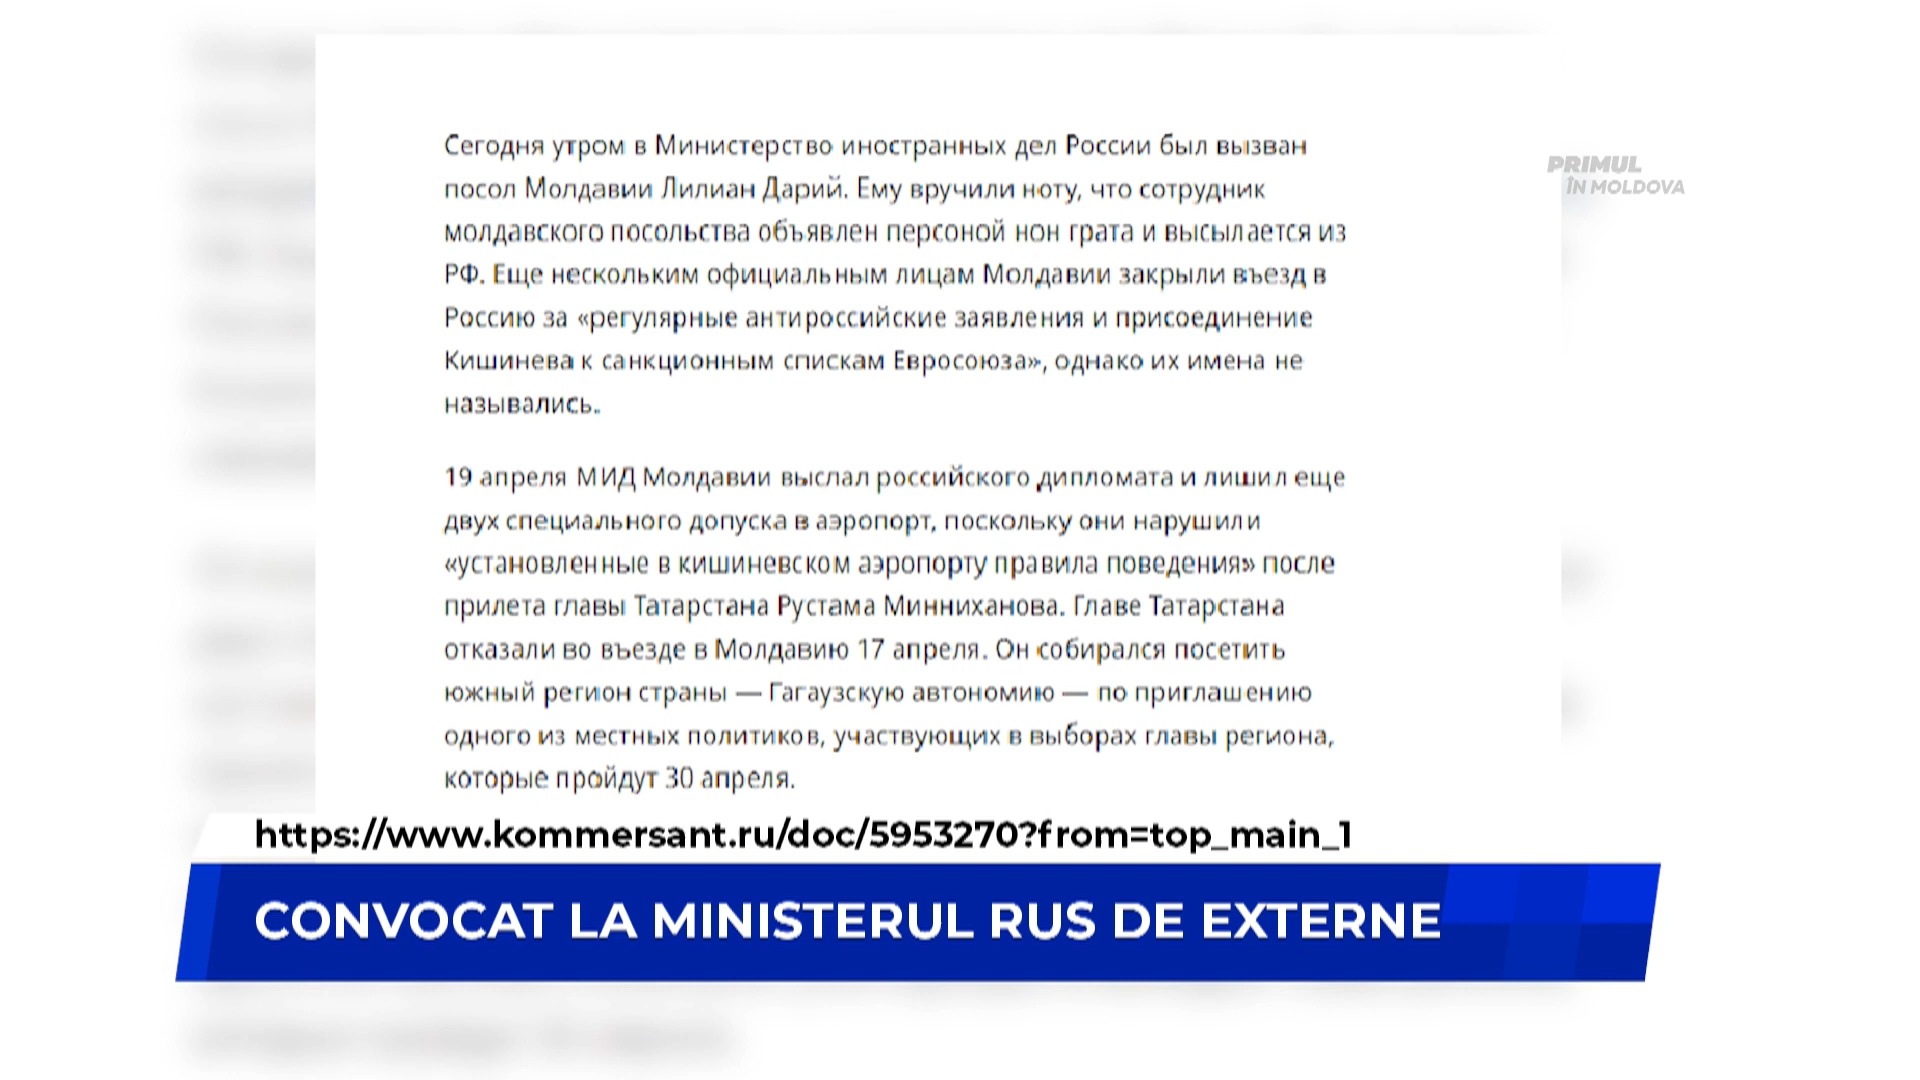 Сегодня утром в Министерство иностранных дел России был вызван
посол Молдавии Лилиан Дарий. Ему вручили ноту, что сотрудник
молдавского посольства объявлен персоной нон грата и высылается из
РФ. Еще нескольким официальным лицам Молдавии закрыли въезд в
Россию за «регулярные антироссийские заявления и присоединение
Кишинева к санкционным спискам Евросоюза», однако их имена не
назывались.
19 апреля МИД Молдавии выслал российского дипломата и лишил еще
двух специального допуска в аэропорт, поскольку они нарушили
«установленные в кишиневском аэропорту правила поведения» после
прилета главы Татарстана Рустама Минниханова. Главе Татарстана
отказали во въезде в Молдавию 17 апреля. Он собирался посетить
южный регион страны — Гагаузскую автономию — по приглашению
одного из местных политиков, участвующих в выборах главы региона,
которые пройдут 30 апреля.
PRIMUL
ÎN MOLDOVA
https://www.kommersant.ru/doc/5953270?from=top_main_1
CONVOCAT LA MINISTERUL RUS DE EXTERNE